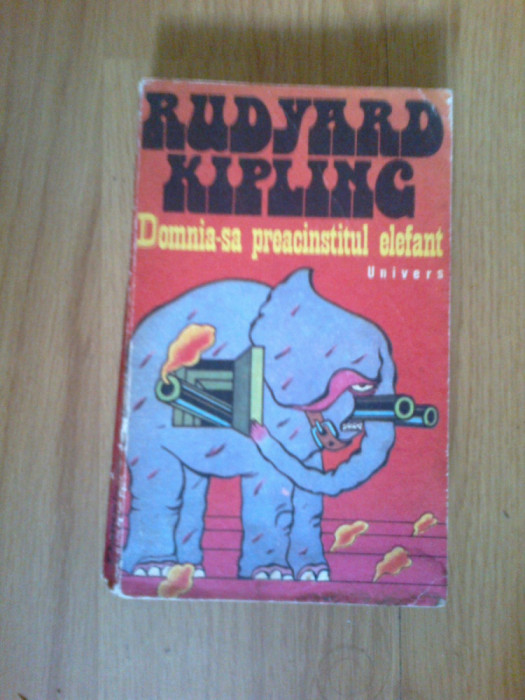 RUDYARD
KIPLING
Domnia-sa preacinstitul elefant
Univers